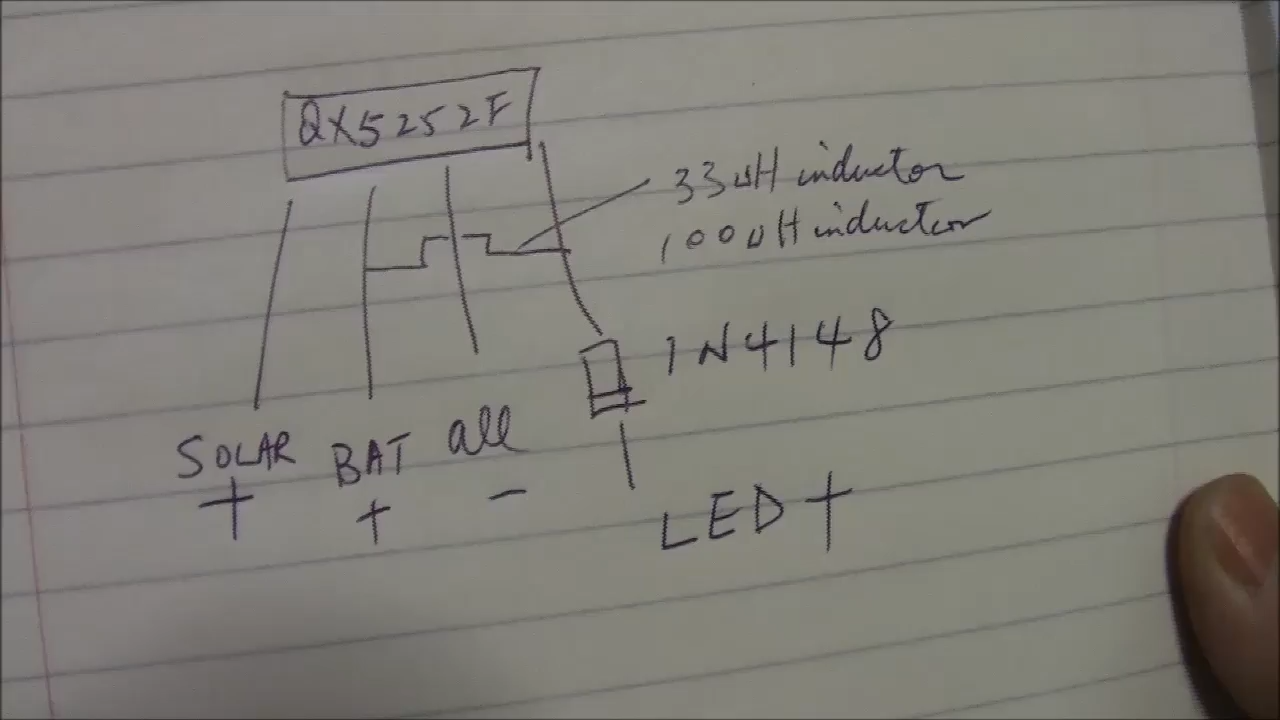 QX5252F
33uH inductor
100uH inductor
1N4148
SOLAR
+
BAT
+
all
-
LED +